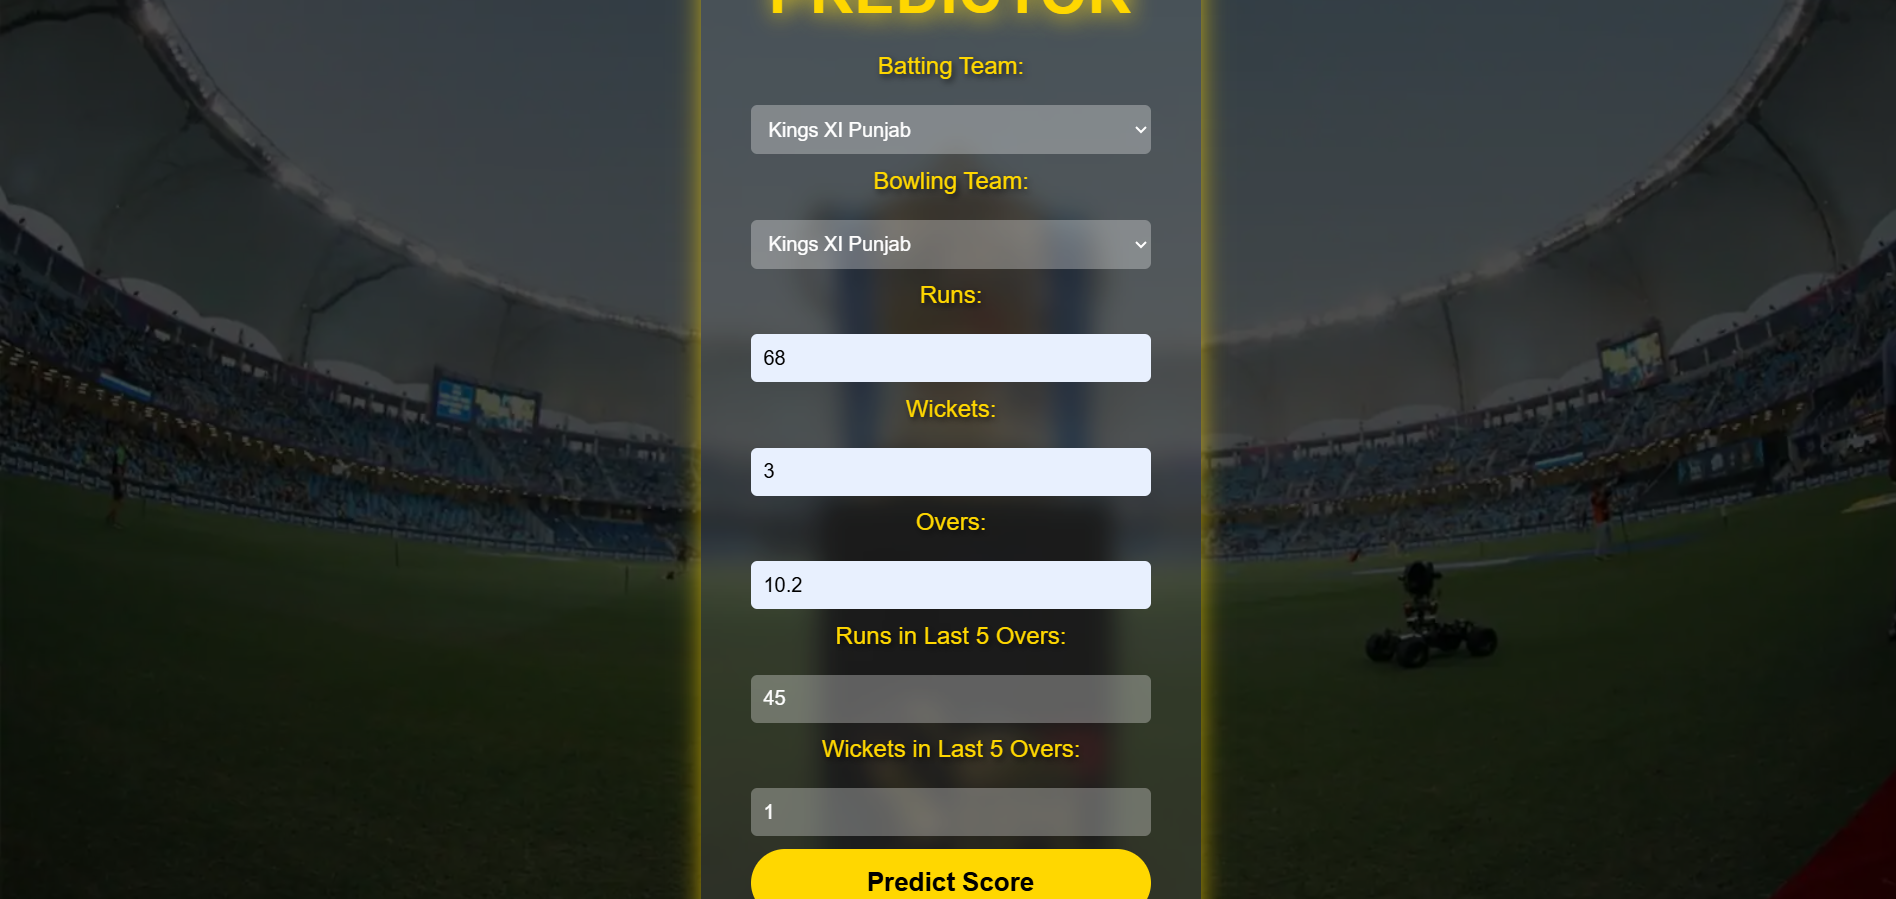 PREDICTOR
Batting Team:
Kings XI Punjab
Bowling Team:
Kings XI Punjab
Runs:
68
Wickets:
3
Overs:
10.2
Runs in Last 5 Overs:
45
Wickets in Last 5 Overs:
1
Predict Score